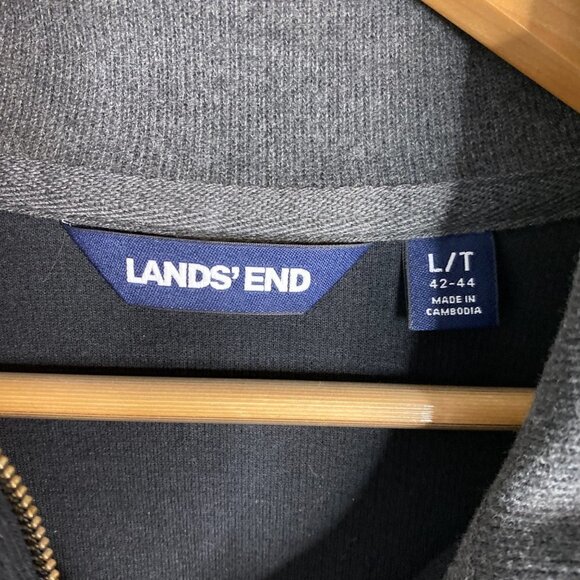 LANDS' END
L/T
42-44
MADE IN
CAMBODIA